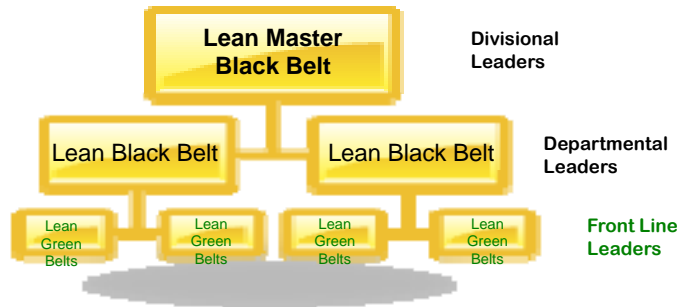 Lean Master
Black Belt
Divisional
Leaders
Lean Black Belt
Lean Black Belt
Departmental
Leaders
Lean
Green
Belts
Lean
Green
Belts
Lean
Green
Belts
Lean
Green
Belts
Front Line
Leaders